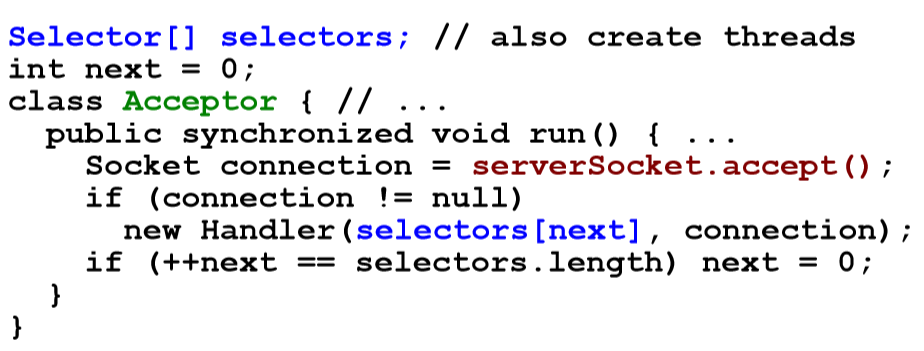 Selector[] selectors; // also create threads
int next = 0;
class Acceptor { // ...
  public synchronized void run() { ...
    Socket connection = serverSocket.accept();
    if (connection != null)
      new Handler(selectors[next], connection);
    if (++next == selectors.length) next = 0;
  }
}